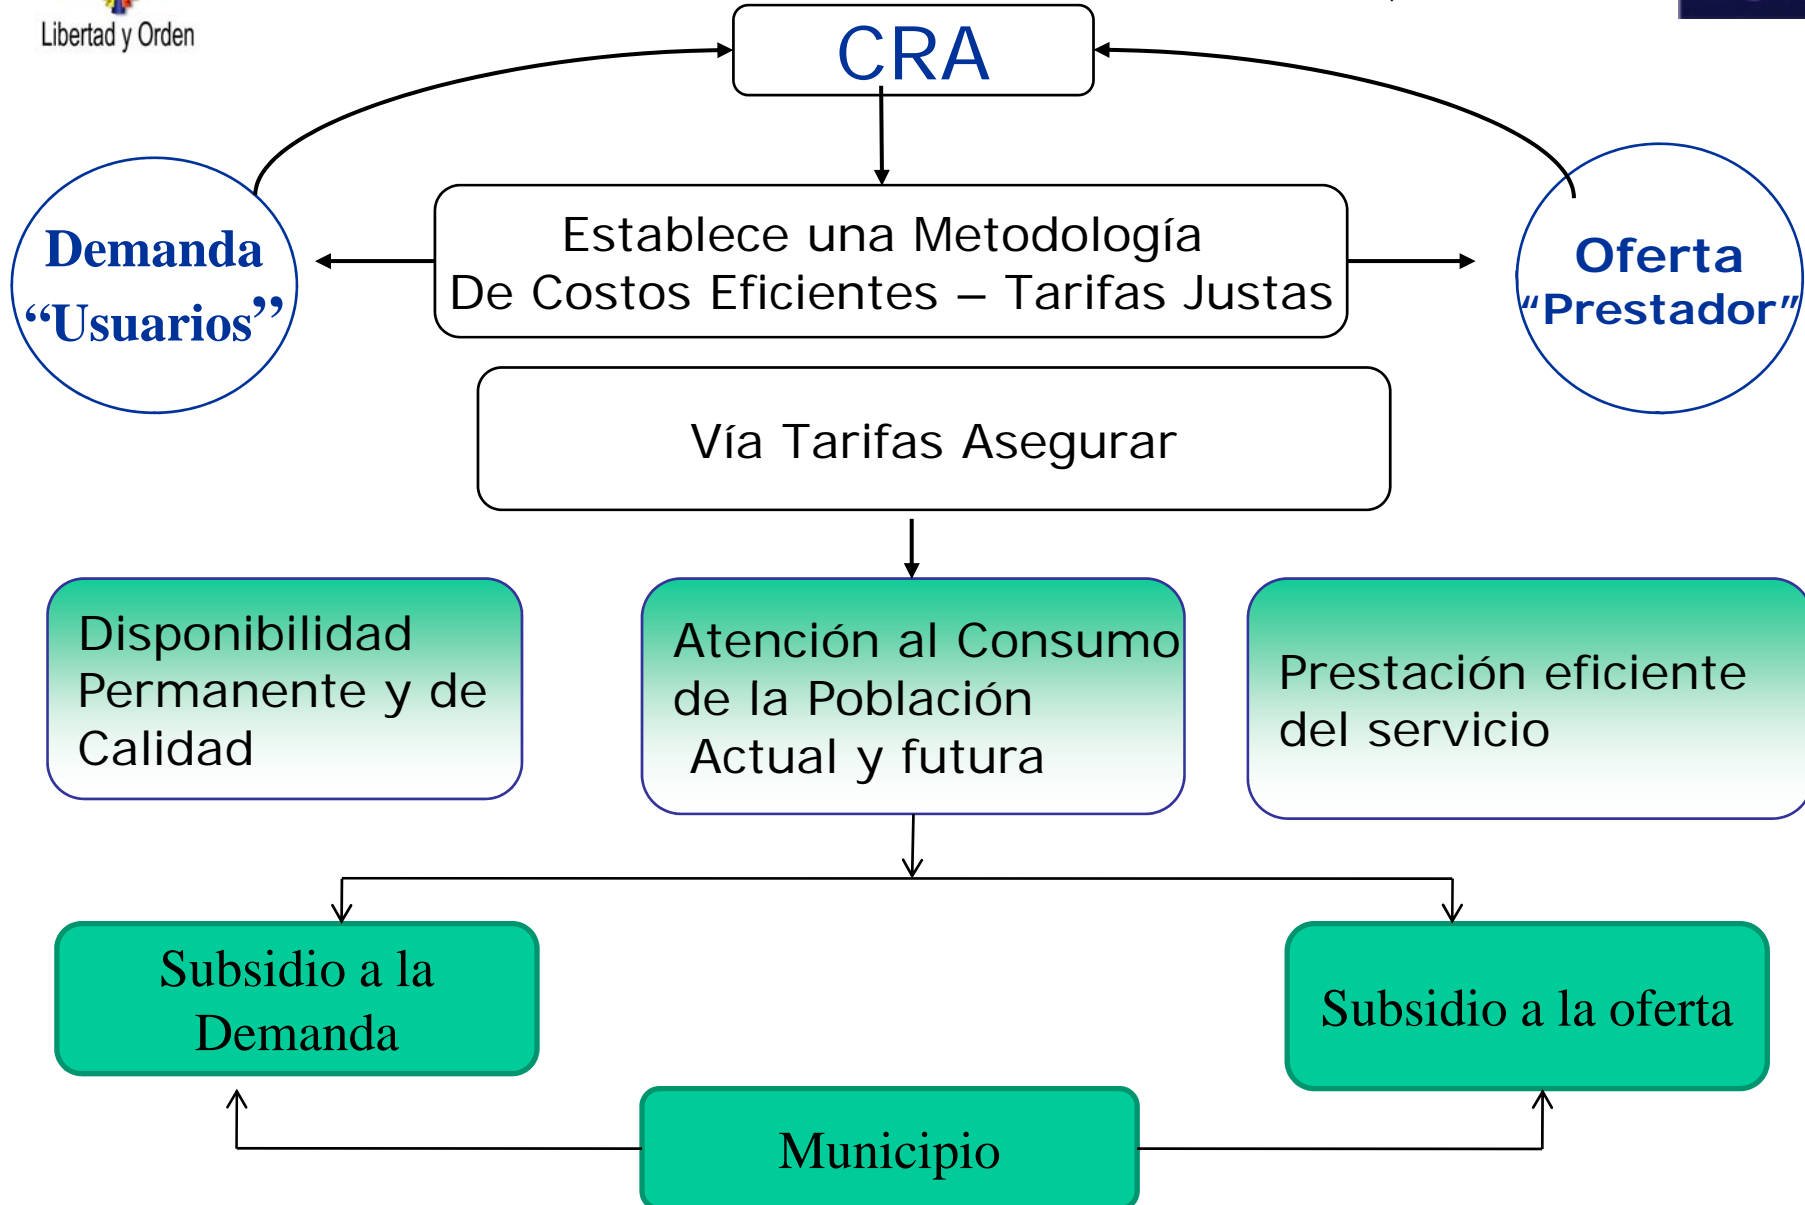 Libertad y Orden
CRA
Establece una Metodología
De Costos Eficientes – Tarifas Justas
Demanda
“Usuarios”
Oferta
“Prestador”
Vía Tarifas Asegurar
Disponibilidad
Permanente y de
Calidad
Atención al Consumo
de la Población
Actual y futura
Prestación eficiente
del servicio
Subsidio a la
Demanda
Subsidio a la oferta
Municipio